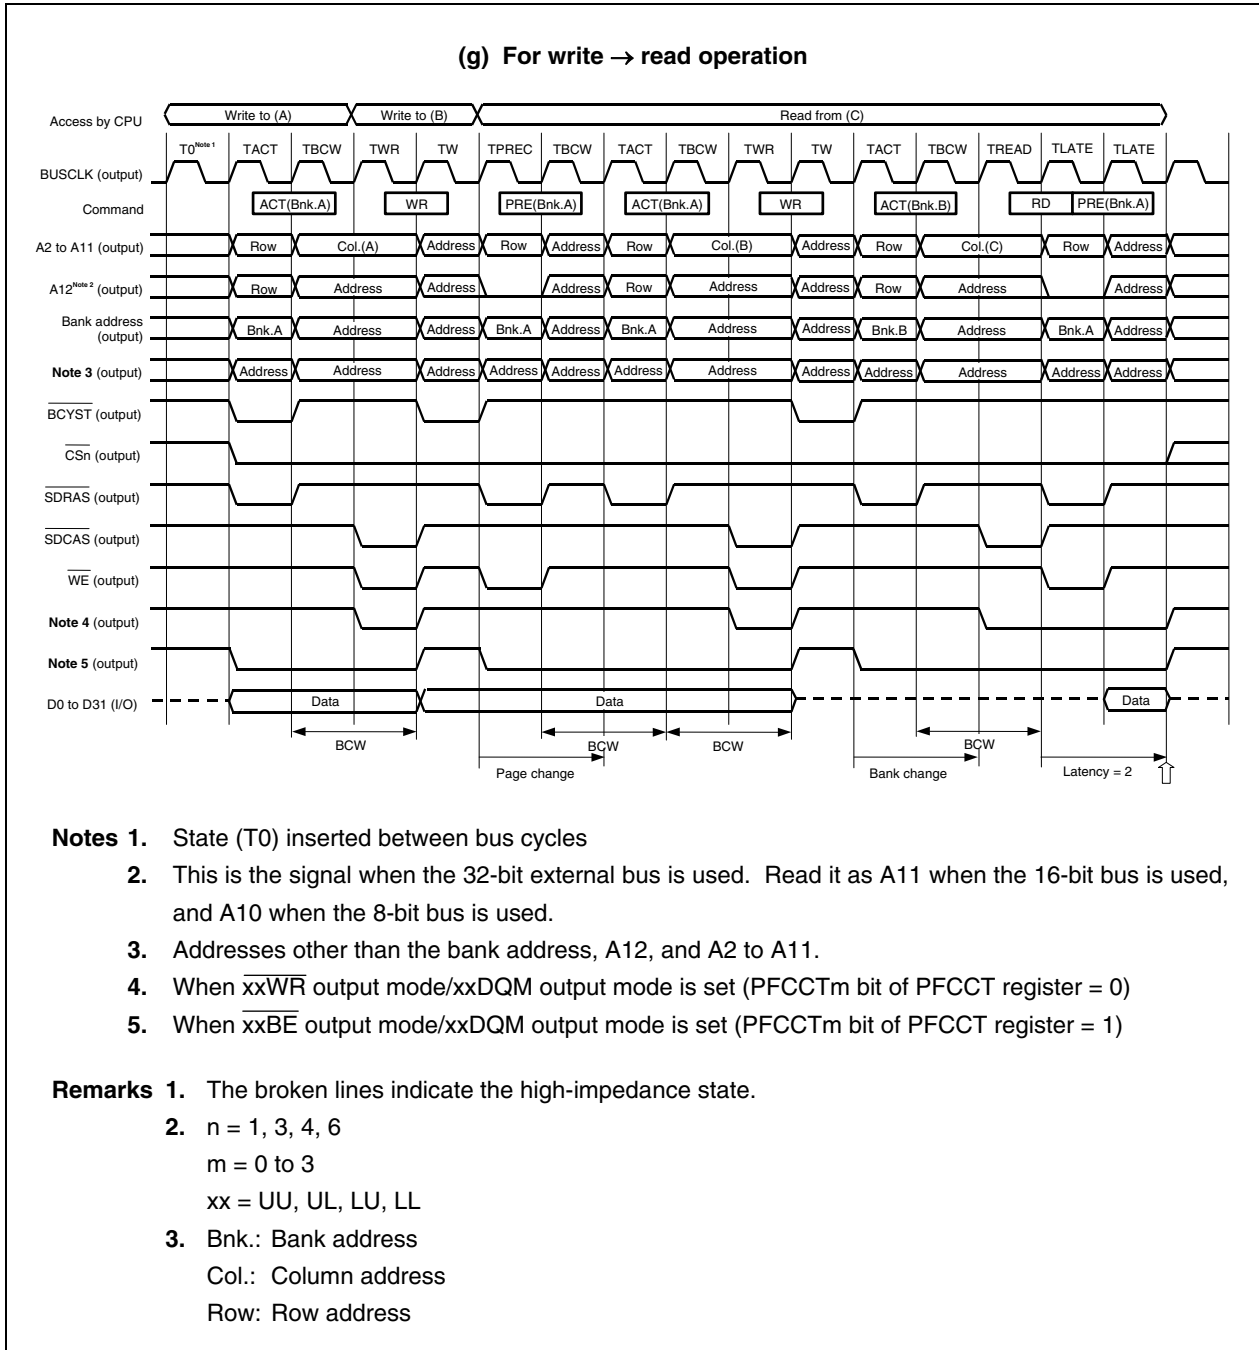 (g) For write → read operation
Access by CPU Write to (A) Write to (B) Read from (C)
T0Note 1 TACT TBCW TWR TW TPREC TBCW TACT TBCW TWR TW TACT TBCW TREAD TLATE TLATE
BUSCLK (output)
Command ACT(Bnk.A) WR PRE(Bnk.A) ACT(Bnk.A) WR ACT(Bnk.B) RD PRE(Bnk.A)
A2 to A11 (output) Row Col.(A) Address Row Address Row Col.(B) Address Row Col.(C) Row Address
A12Note 2 (output) Row Address Address Address Row Address Address Row Address Address
Bank address
(output) Bnk.A Address Address Bnk.A Address Bnk.A Address Address Bnk.B Address Bnk.A Address
Note 3 (output) Address Address Address Address Address Address Address Address Address Address Address Address
BCYST (output)
CSn (output)
SDRAS (output)
SDCAS (output)
WE (output)
Note 4 (output)
Note 5 (output)
D0 to D31 (I/O) Data Data Data
BCW BCW BCW BCW
Page change Bank change Latency = 2
Notes 1. State (T0) inserted between bus cycles
2. This is the signal when the 32-bit external bus is used. Read it as A11 when the 16-bit bus is used,
and A10 when the 8-bit bus is used.
3. Addresses other than the bank address, A12, and A2 to A11.
4. When xxWR output mode/xxDQM output mode is set (PFCCTm bit of PFCCT register = 0)
5. When xxBE output mode/xxDQM output mode is set (PFCCTm bit of PFCCT register = 1)
Remarks 1. The broken lines indicate the high-impedance state.
2. n = 1, 3, 4, 6
m = 0 to 3
xx = UU, UL, LU, LL
3. Bnk.: Bank address
Col.: Column address
Row: Row address